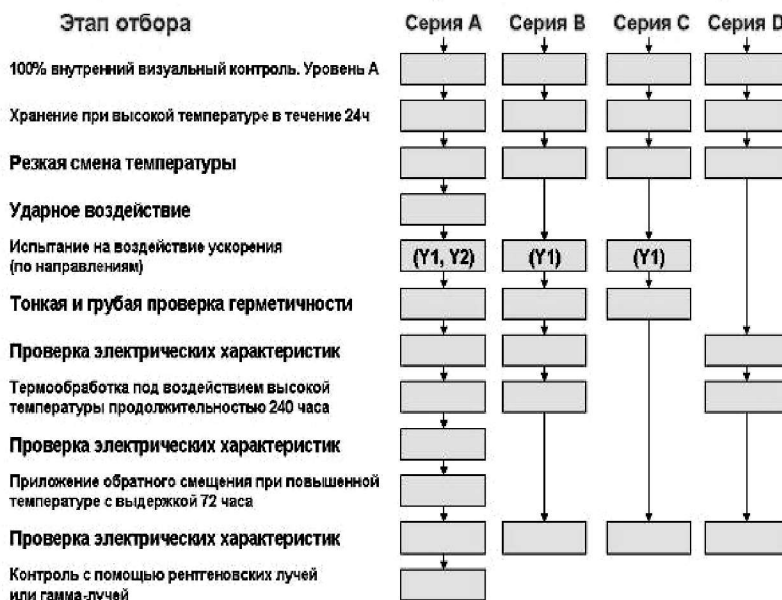 Этап отбора Серия A Серия B Серия C Серия D
100% внутренний визуальный контроль. Уровень A
Хранение при высокой температуре в течение 24ч
Резкая смена температуры
Ударное воздействие
Испытание на воздействие ускорения
(по направлениям)
(Y1, Y2) (Y1) (Y1)
Тонкая и грубая проверка герметичности
Проверка электрических характеристик
Термообработка под воздействием высокой
температуры продолжительностью 240 часа
Проверка электрических характеристик
Приложение обратного смещения при повышенной
температуре с выдержкой 72 часа
Проверка электрических характеристик
Контроль с помощью рентгеновских лучей
или гамма-лучей